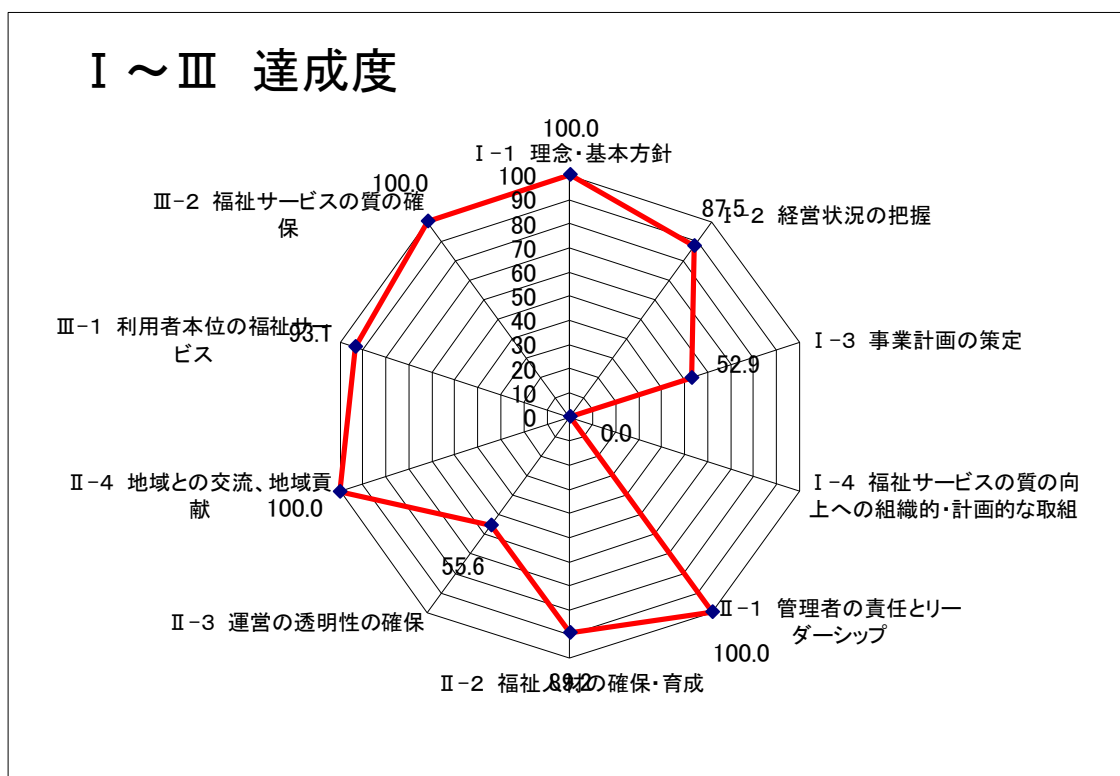 Ⅰ～Ⅲ 達成度
100.0
Ⅰ-1 理念・基本方針
87.5
Ⅰ-2 経営状況の把握
Ⅰ-3 事業計画の策定
52.9
Ⅰ-4 福祉サービスの質の向
上への組織的・計画的な取組
0.0
Ⅱ-1 管理者の責任とリー
ダーシップ
100.0
Ⅱ-2 福祉人材の確保・育成
89.2
Ⅱ-3 運営の透明性の確保
55.6
Ⅱ-4 地域との交流、地域貢
献
100.0
Ⅲ-1 利用者本位の福祉サー
ビス
93.1
Ⅲ-2 福祉サービスの質の確
保
100.0
100
90
80
70
60
50
40
30
20
10
0